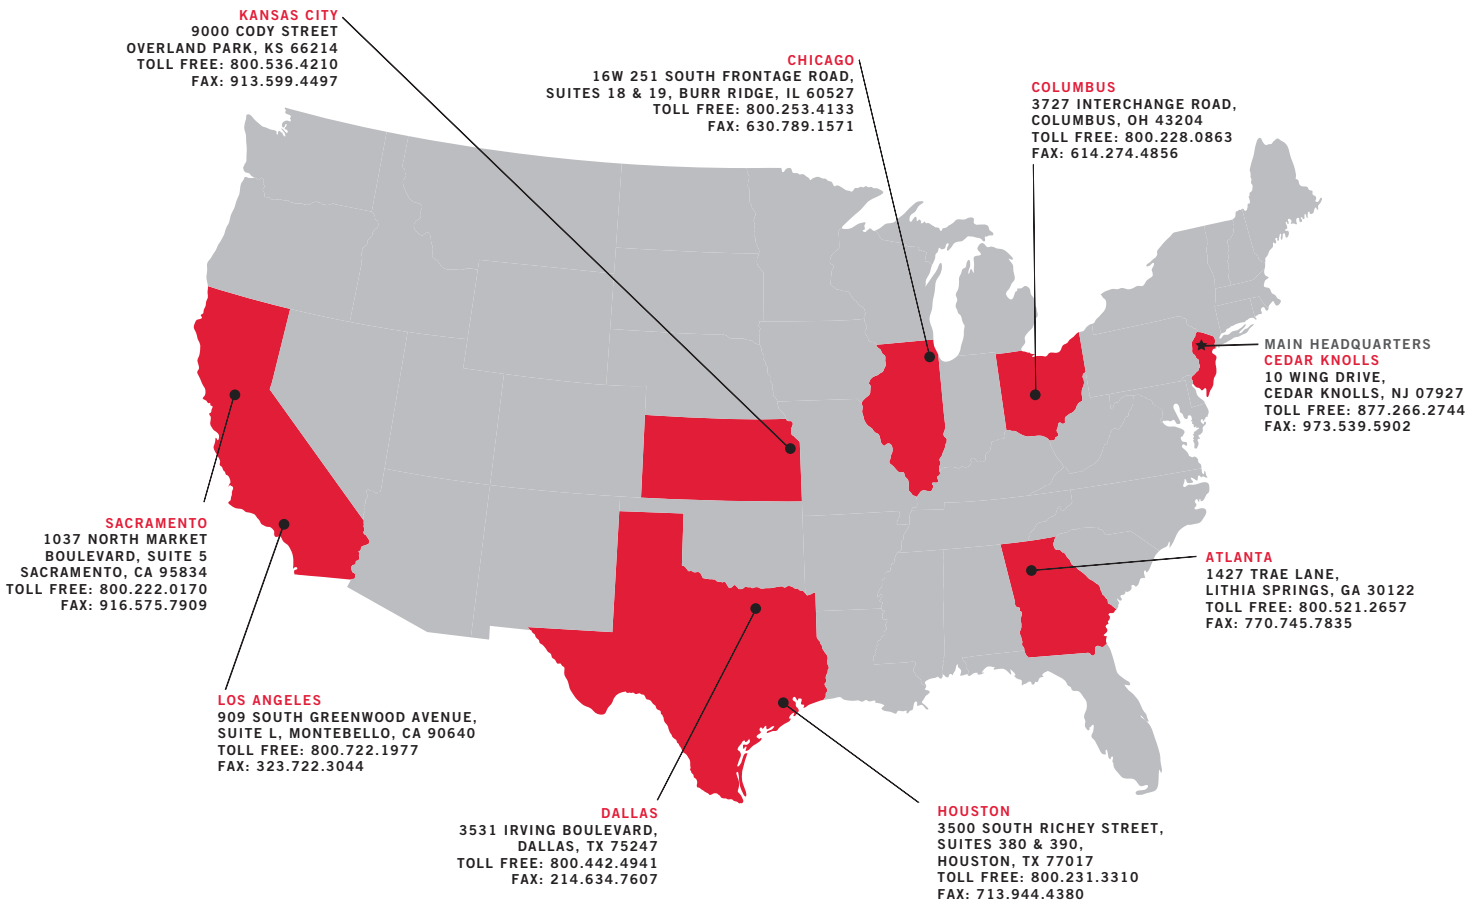 KANSAS CITY
9000 CODY STREET
OVERLAND PARK, KS 66214
TOLL FREE: 800.536.4210
FAX: 913.599.4497
CHICAGO
16W 251 SOUTH FRONTAGE ROAD,
SUITES 18 & 19, BURR RIDGE, IL 60527
TOLL FREE: 800.253.4133
FAX: 630.789.1571
COLUMBUS
3727 INTERCHANGE ROAD,
COLUMBUS, OH 43204
TOLL FREE: 800.228.0863
FAX: 614.274.4856
MAIN HEADQUARTERS
CEDAR KNOLLS
10 WING DRIVE,
CEDAR KNOLLS, NJ 07927
TOLL FREE: 877.266.2744
FAX: 973.539.5902
SACRAMENTO
1037 NORTH MARKET
BOULEVARD, SUITE 5
SACRAMENTO, CA 95834
TOLL FREE: 800.222.0170
FAX: 916.575.7909
ATLANTA
1427 TRAE LANE,
LITHIA SPRINGS, GA 30122
TOLL FREE: 800.521.2657
FAX: 770.745.7835
LOS ANGELES
909 SOUTH GREENWOOD AVENUE,
SUITE L, MONTEBELLO, CA 90640
TOLL FREE: 800.722.1977
FAX: 323.722.3044
DALLAS
3531 IRVING BOULEVARD,
DALLAS, TX 75247
TOLL FREE: 800.442.4941
FAX: 214.634.7607
HOUSTON
3500 SOUTH RICHEY STREET,
SUITES 380 & 390,
HOUSTON, TX 77017
TOLL FREE: 800.231.3310
FAX: 713.944.4380